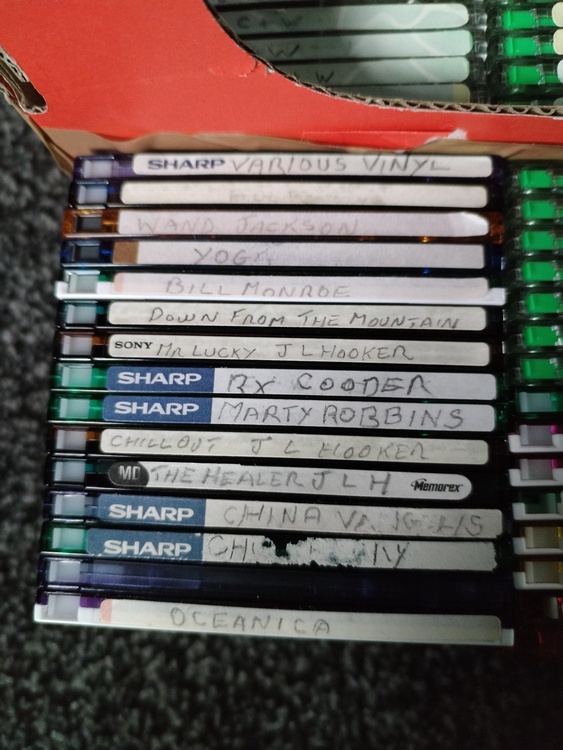 C + W
W
W
SHARP VARIOUS VINYL
WAND JACKSON
YOGA
BILL MONROE
DOWN FROM THE MOUNTAIN
SONY MR LUCKY J L HOOKER
SHARP RY COODER
SHARP MARTY ROBBINS
CHILLOUT J L HOOKER
MD THE HEALER J L H Memorex
SHARP CHINA VANGELIS
SHARP
OCEANICA